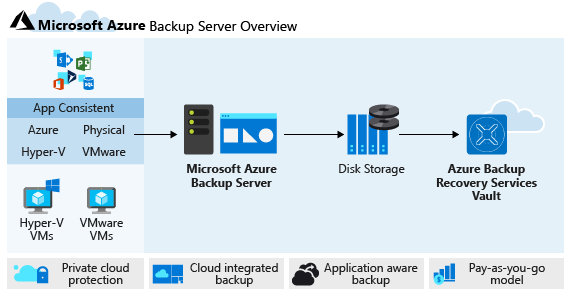 Microsoft Azure Backup Server Overview
App Consistent
Azure Physical
Hyper-V VMware
Hyper-V
VMs
VMware
VMs
Microsoft Azure
Backup Server
Disk Storage
Azure Backup
Recovery Services
Vault
Private cloud
protection
Cloud integrated
backup
Application aware
backup
Pay-as-you-go
model